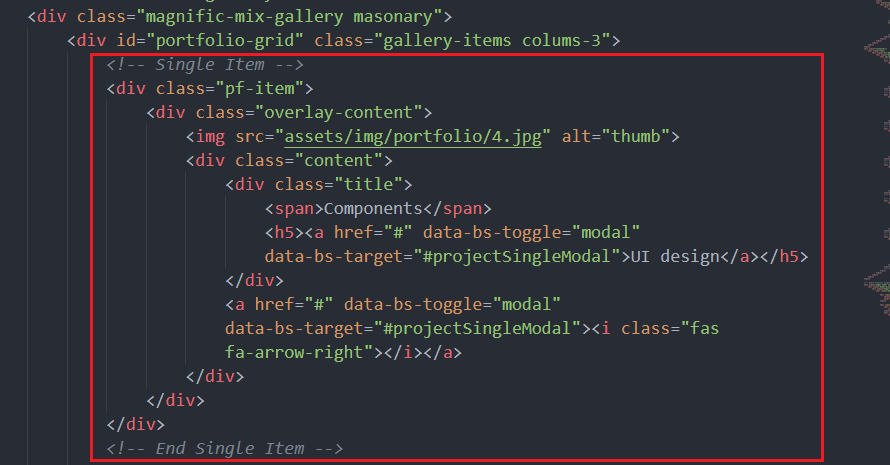 <div class="magnific-mix-gallery masonary">
<div id="portfolio-grid" class="gallery-items colums-3">
<!-- Single Item -->
<div class="pf-item">
<div class="overlay-content">
<img src="assets/img/portfolio/4.jpg" alt="thumb">
<div class="content">
<div class="title">
<span>Components</span>
<h5><a href="#" data-bs-toggle="modal"
data-bs-target="#projectSingleModal">UI design</a></h5>
</div>
<a href="#" data-bs-toggle="modal"
data-bs-target="#projectSingleModal"><i class="fas
fa-arrow-right"></i></a>
</div>
</div>
</div>
<!-- End Single Item -->